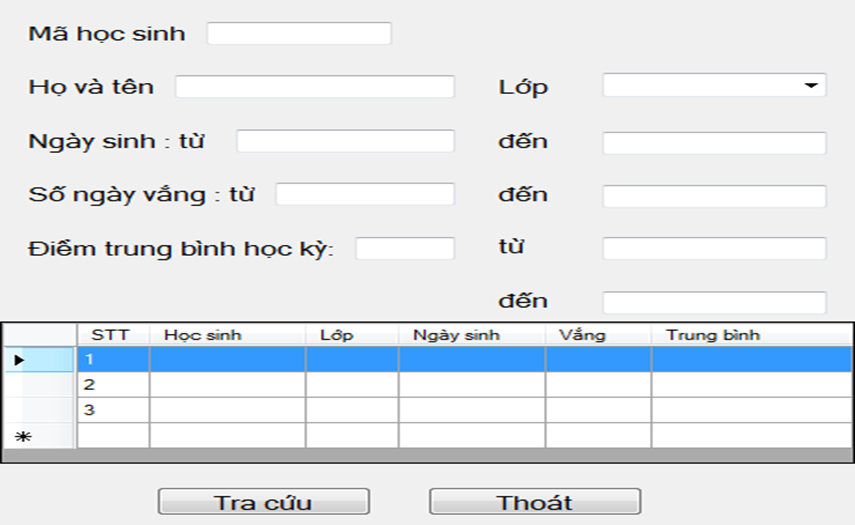 Mã học sinh
Họ và tên Lớp
Ngày sinh : từ đến
Số ngày vắng : từ đến
Điểm trung bình học kỳ: từ
đến
STT Học sinh Lớp Ngày sinh Vắng Trung bình
1
2
3
Tra cứu Thoát